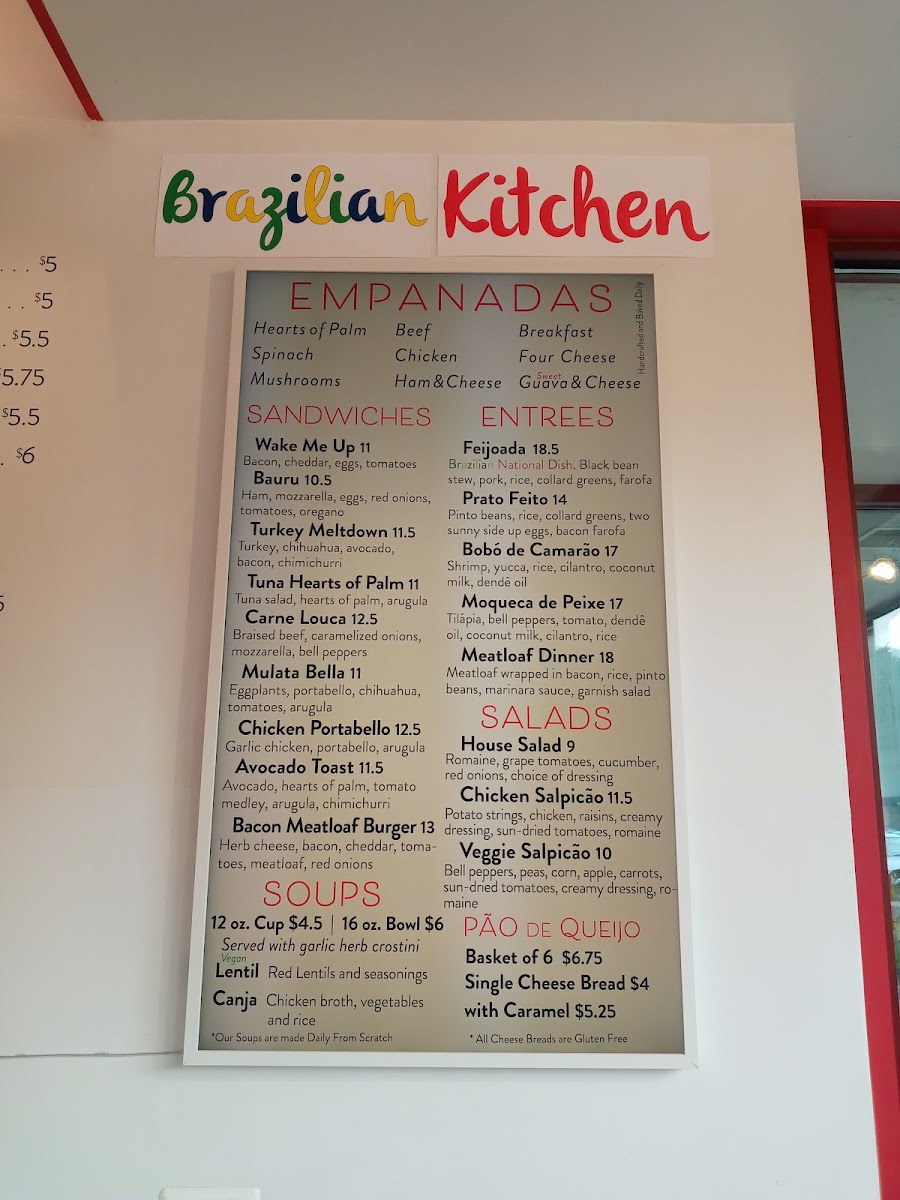 Brazilian Kitchen
. . . $5
. . $5
. $5.5
$5.75
$5.5
. $6
5
EMPANADAS
Handcrafted and Baked Daily
Hearts of Palm Beef Breakfast
Spinach Chicken Four Cheese
Sweet
Mushrooms Ham & Cheese Guava & Cheese
SANDWICHES
Wake Me Up 11
Bacon, cheddar, eggs, tomatoes
Bauru 10.5
Ham, mozzarella, eggs, red onions,
tomatoes, oregano
Turkey Meltdown 11.5
Turkey, chihuahua, avocado,
bacon, chimichurri
Tuna Hearts of Palm 11
Tuna salad, hearts of palm, arugula
Carne Louca 12.5
Braised beef, caramelized onions,
mozzarella, bell peppers
Mulata Bella 11
Eggplants, portabello, chihuahua,
tomatoes, arugula
Chicken Portabello 12.5
Garlic chicken, portabello, arugula
Avocado Toast 11.5
Avocado, hearts of palm, tomato
medley, arugula, chimichurri
Bacon Meatloaf Burger 13
Herb cheese, bacon, cheddar, toma-
toes, meatloaf, red onions
SOUPS
12 oz. Cup $4.5 | 16 oz. Bowl $6
Served with garlic herb crostini
Vegan
Lentil Red Lentils and seasonings
Canja Chicken broth, vegetables
and rice
*Our Soups are made Daily From Scratch
ENTREES
Feijoada 18.5
Brazilian National Dish. Black bean
stew, pork, rice, collard greens, farofa
Prato Feito 14
Pinto beans, rice, collard greens, two
sunny side up eggs, bacon farofa
Bobó de Camarão 17
Shrimp, yucca, rice, cilantro, coconut
milk, dendê oil
Moqueca de Peixe 17
Tilápia, bell peppers, tomato, dendê
oil, coconut milk, cilantro, rice
Meatloaf Dinner 18
Meatloaf wrapped in bacon, rice, pinto
beans, marinara sauce, garnish salad
SALADS
House Salad 9
Romaine, grape tomatoes, cucumber,
red onions, choice of dressing
Chicken Salpicão 11.5
Potato strings, chicken, raisins, creamy
dressing, sun-dried tomatoes, romaine
Veggie Salpicão 10
Bell peppers, peas, corn, apple, carrots,
sun-dried tomatoes, creamy dressing, ro-
maine
PÃO DE QUEIJO
Basket of 6 $6.75
Single Cheese Bread $4
with Caramel $5.25
* All Cheese Breads are Gluten Free